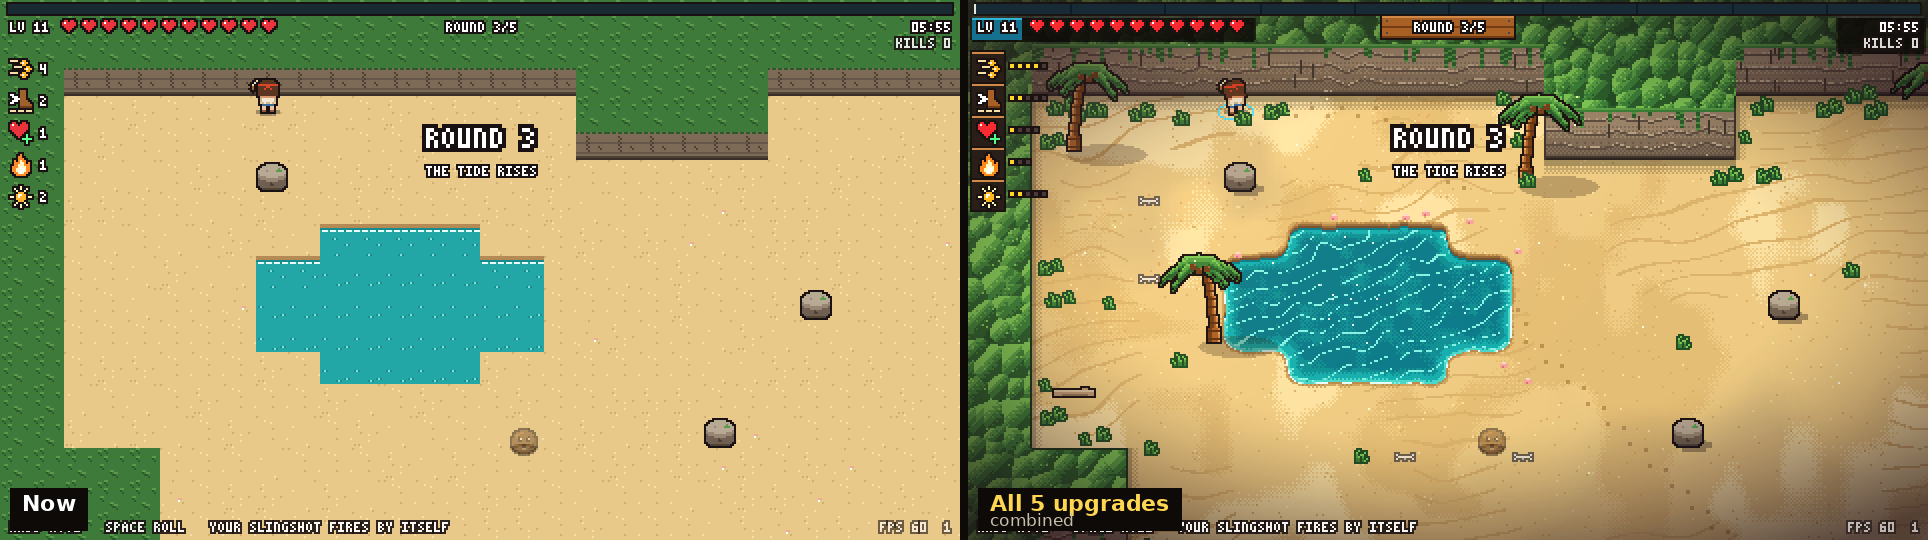 LV 11
ROUND 3/5
05:55
KILLS 0
4
2
1
1
2
ROUND 3
THE TIDE RISES
Now
SPACE ROLL YOUR SLINGSHOT FIRES BY ITSELF
FPS 60 1
LV 11
ROUND 3/5
05:55
KILLS 0
ROUND 3
THE TIDE RISES
All 5 upgrades
combined
YOUR SLINGSHOT FIRES BY ITSELF
FPS 60 1